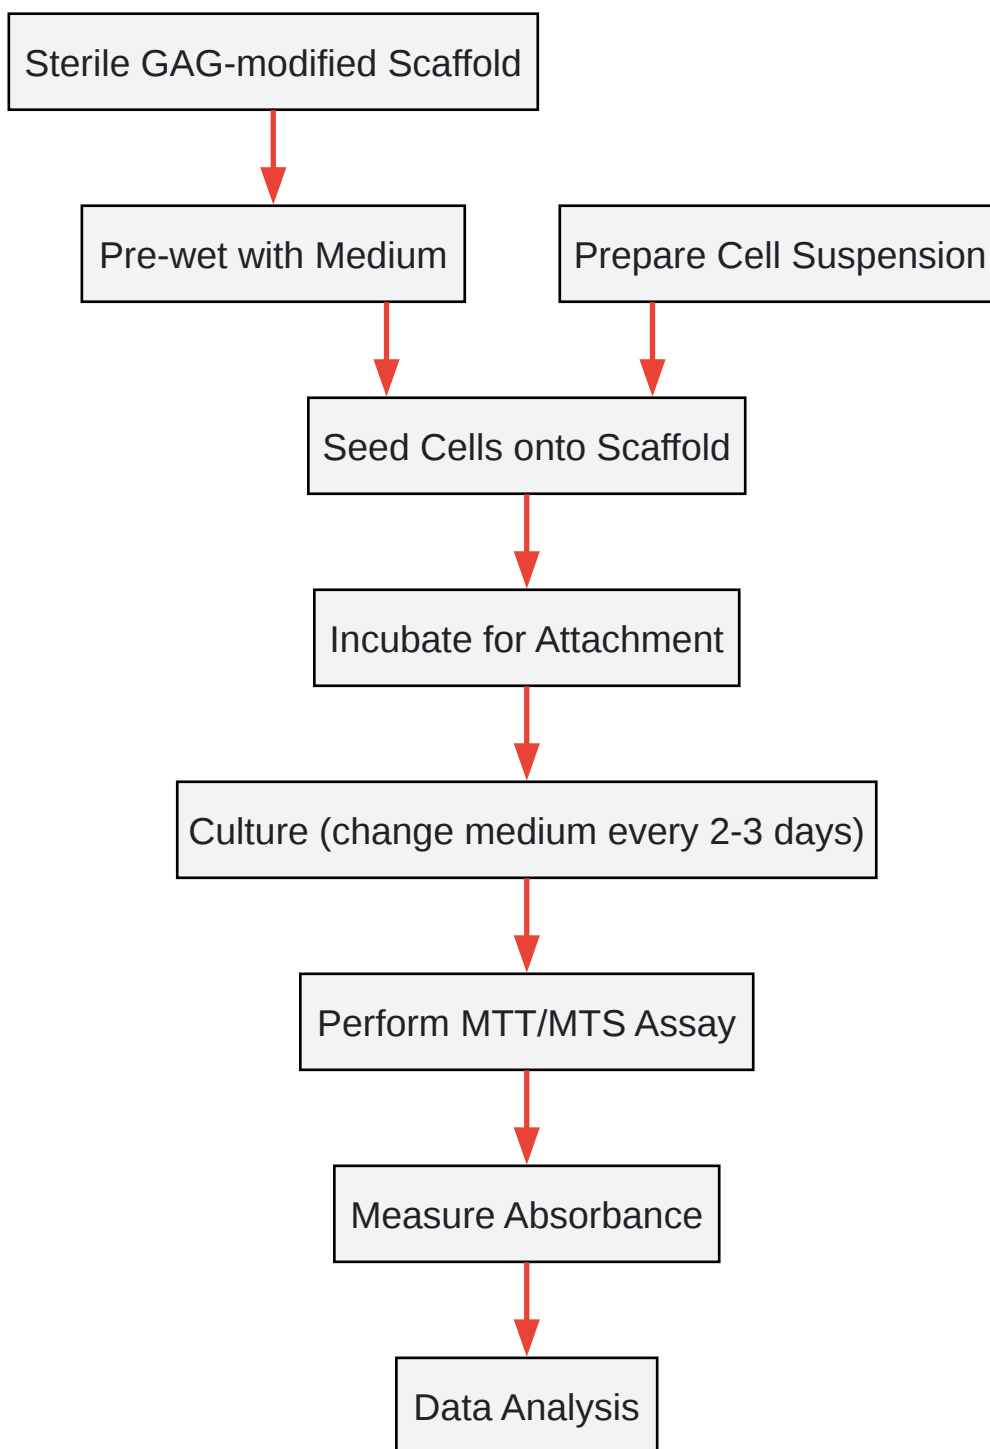 Sterile GAG-modified Scaffold
Pre-wet with Medium
Prepare Cell Suspension
Seed Cells onto Scaffold
Incubate for Attachment
Culture (change medium every 2-3 days)
Perform MTT/MTS Assay
Measure Absorbance
Data Analysis